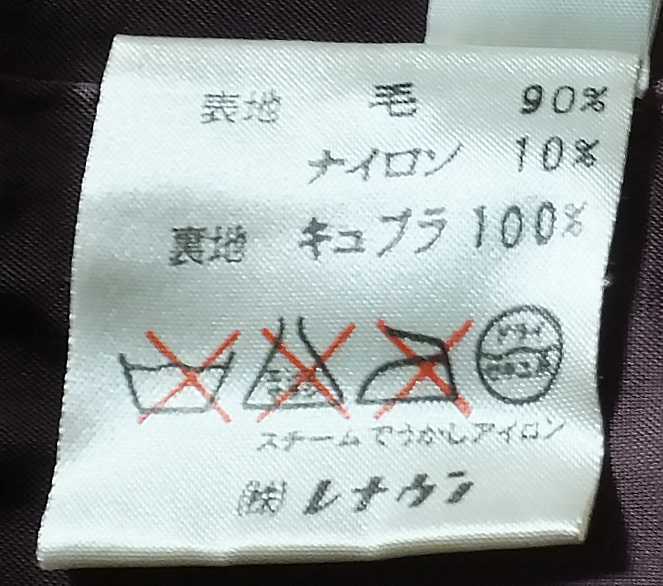 表地 毛 90%
ナイロン 10%
裏地 キュプラ 100%
ドライ
スチームでうかしアイロン
(株)レナウン